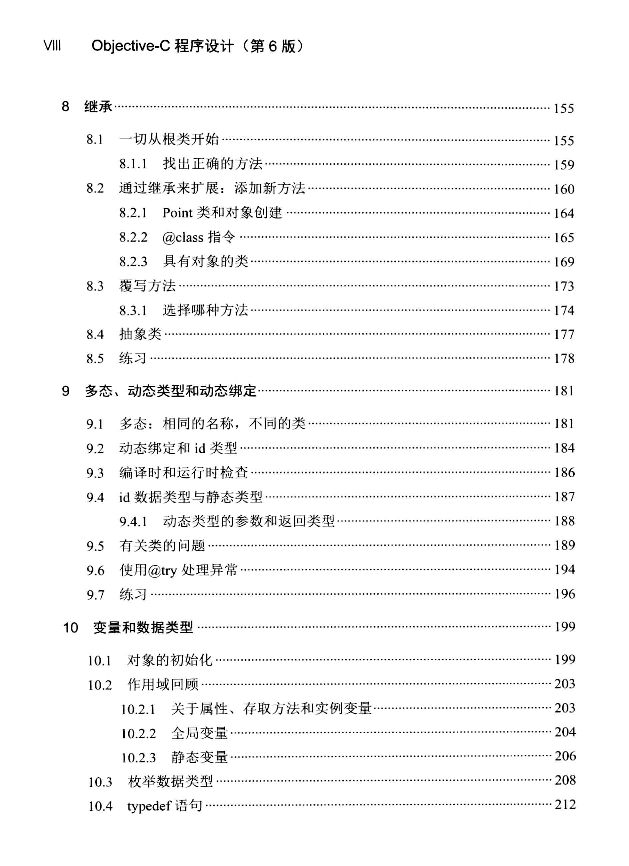 VIII Objective-C 程序设计（第 6 版）
8 继承 155
8.1 一切从根类开始 155
8.1.1 找出正确的方法 159
8.2 通过继承来扩展：添加新方法 160
8.2.1 Point 类和对象创建 164
8.2.2 @class 指令 165
8.2.3 具有对象的类 169
8.3 覆写方法 173
8.3.1 选择哪种方法 174
8.4 抽象类 177
8.5 练习 178
9 多态、动态类型和动态绑定 181
9.1 多态：相同的名称，不同的类 181
9.2 动态绑定和 id 类型 184
9.3 编译时和运行时检查 186
9.4 id 数据类型与静态类型 187
9.4.1 动态类型的参数和返回类型 188
9.5 有关类的问题 189
9.6 使用@try 处理异常 194
9.7 练习 196
10 变量和数据类型 199
10.1 对象的初始化 199
10.2 作用域回顾 203
10.2.1 关于属性、存取方法和实例变量 203
10.2.2 全局变量 204
10.2.3 静态变量 206
10.3 枚举数据类型 208
10.4 typedef 语句 212